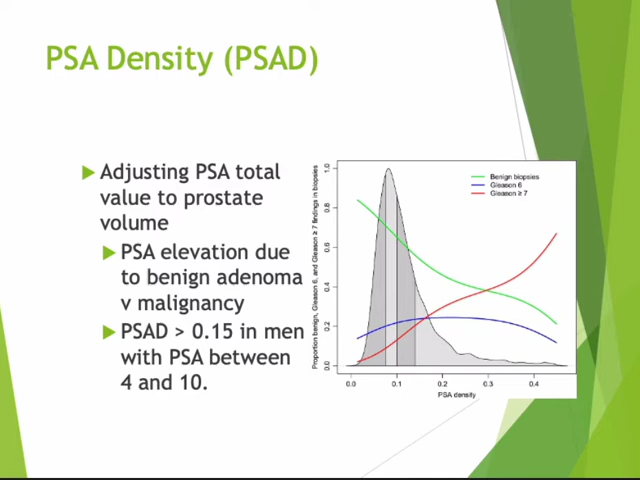 PSA Density (PSAD)
Adjusting PSA total
value to prostate
volume
PSA elevation due
to benign adenoma
v malignancy
PSAD > 0.15 in men
with PSA between
4 and 10.
Proportion benign, Gleason 6, and Gleason ≥ 7 findings in biopsies
1.0
0.8
0.6
0.4
0.2
0.0
Benign biopsies
Gleason 6
Gleason ≥ 7
0.0 0.1 0.2 0.3 0.4
PSA density